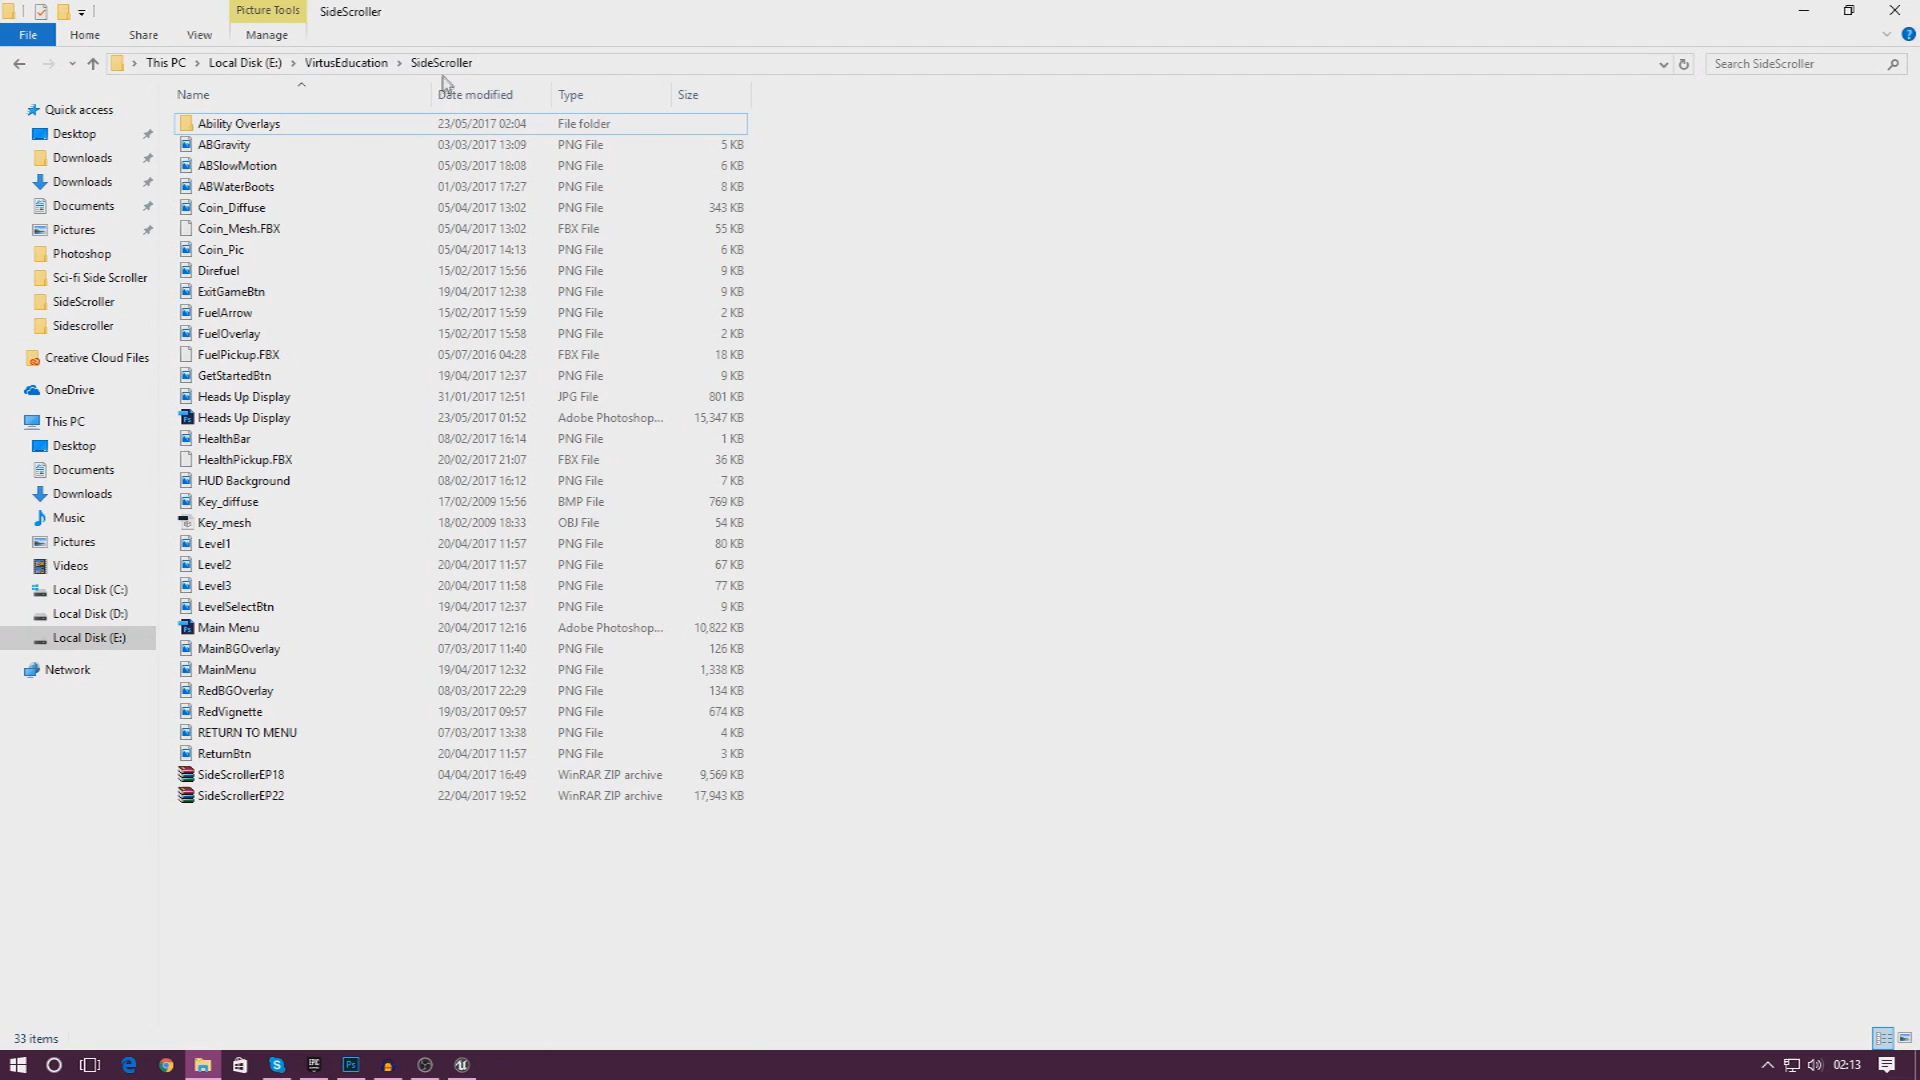 Picture Tools SideScroller
File Home Share View Manage
This PC Local Disk (E:) VirtusEducation SideScroller Search SideScroller
Name Date modified Type Size
Quick access
Desktop
Downloads
Downloads
Documents
Pictures
Photoshop
Sci-fi Side Scroller
SideScroller
Sidescroller
Creative Cloud Files
OneDrive
This PC
Desktop
Documents
Downloads
Music
Pictures
Videos
Local Disk (C:)
Local Disk (D:)
Local Disk (E:)
Network
Ability Overlays 23/05/2017 02:04 File folder
ABGravity 03/03/2017 13:09 PNG File 5 KB
ABSlowMotion 05/03/2017 18:08 PNG File 6 KB
ABWaterBoots 01/03/2017 17:27 PNG File 8 KB
Coin_Diffuse 05/04/2017 13:02 PNG File 343 KB
Coin_Mesh.FBX 05/04/2017 13:02 FBX File 55 KB
Coin_Pic 05/04/2017 14:13 PNG File 6 KB
Direfuel 15/02/2017 15:56 PNG File 9 KB
ExitGameBtn 19/04/2017 12:38 PNG File 9 KB
FuelArrow 15/02/2017 15:59 PNG File 2 KB
FuelOverlay 15/02/2017 15:58 PNG File 2 KB
FuelPickup.FBX 05/07/2016 04:28 FBX File 18 KB
GetStartedBtn 19/04/2017 12:37 PNG File 9 KB
Heads Up Display 31/01/2017 12:51 JPG File 801 KB
Heads Up Display 23/05/2017 01:52 Adobe Photoshop... 15,347 KB
HealthBar 08/02/2017 16:14 PNG File 1 KB
HealthPickup.FBX 20/02/2017 21:07 FBX File 36 KB
HUD Background 08/02/2017 16:12 PNG File 7 KB
Key_diffuse 17/02/2009 15:56 BMP File 769 KB
Key_mesh 18/02/2009 18:33 OBJ File 54 KB
Level1 20/04/2017 11:57 PNG File 80 KB
Level2 20/04/2017 11:57 PNG File 67 KB
Level3 20/04/2017 11:58 PNG File 77 KB
LevelSelectBtn 19/04/2017 12:37 PNG File 9 KB
Main Menu 20/04/2017 12:16 Adobe Photoshop... 10,822 KB
MainBGOverlay 07/03/2017 11:40 PNG File 126 KB
MainMenu 19/04/2017 12:32 PNG File 1,338 KB
RedBGOverlay 08/03/2017 22:29 PNG File 134 KB
RedVignette 19/03/2017 09:57 PNG File 674 KB
RETURN TO MENU 07/03/2017 13:38 PNG File 4 KB
ReturnBtn 20/04/2017 11:57 PNG File 3 KB
SideScrollerEP18 04/04/2017 16:49 WinRAR ZIP archive 9,569 KB
SideScrollerEP22 22/04/2017 19:52 WinRAR ZIP archive 17,943 KB
33 items
02:13